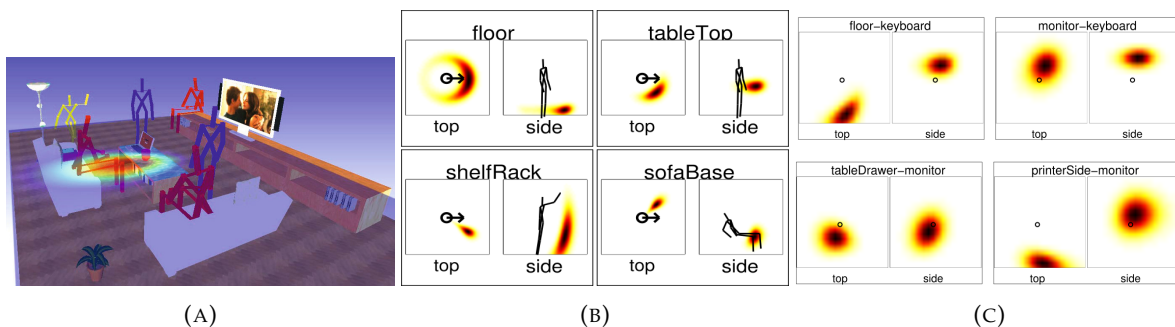 floor
tableTop
top
side
top
side
shelfRack
sofaBase
top
side
top
side
floor-keyboard
monitor-keyboard
top
side
top
side
tableDrawer-monitor
printerSide-monitor
top
side
top
side
(A)
(B)
(C)